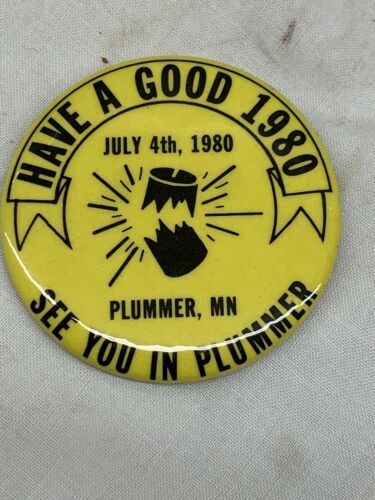 HAVE A GOOD 1980
JULY 4th, 1980
PLUMMER, MN
SEE YOU IN PLUMMER